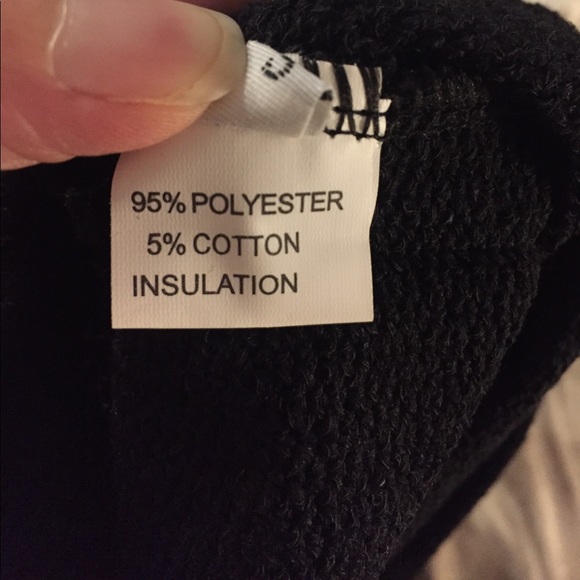 95% POLYESTER
5% COTTON
INSULATION